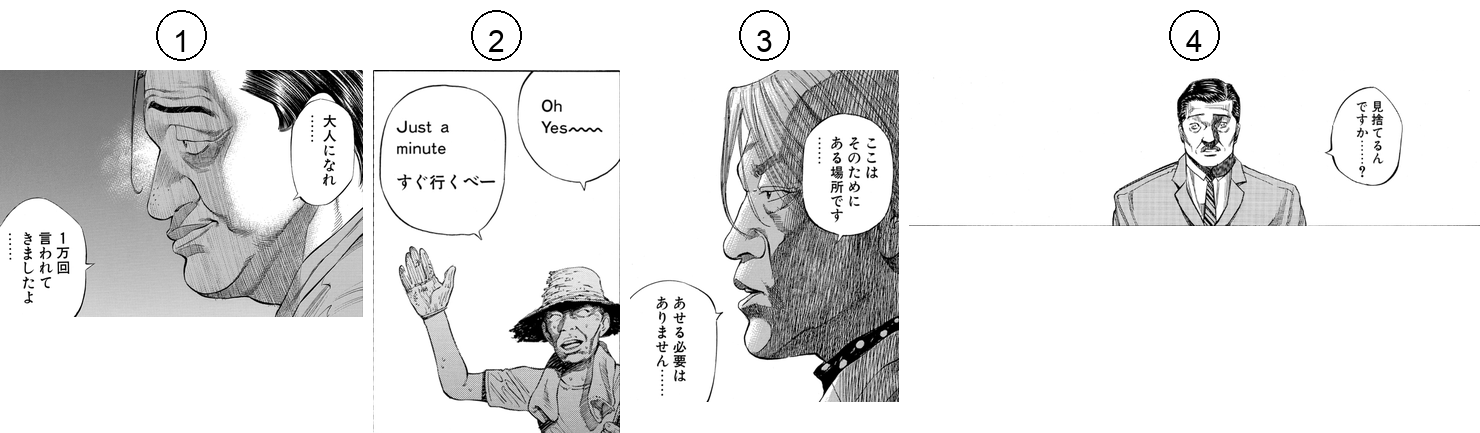 1
大人になれ
……
1万回
言われて
きましたよ
……
2
Oh
Yes〜〜
Just a
minute
すぐ行くべー
3
ここは
そのために
ある場所です
……
あせる必要は
ありません……
4
見捨てるん
ですか……?